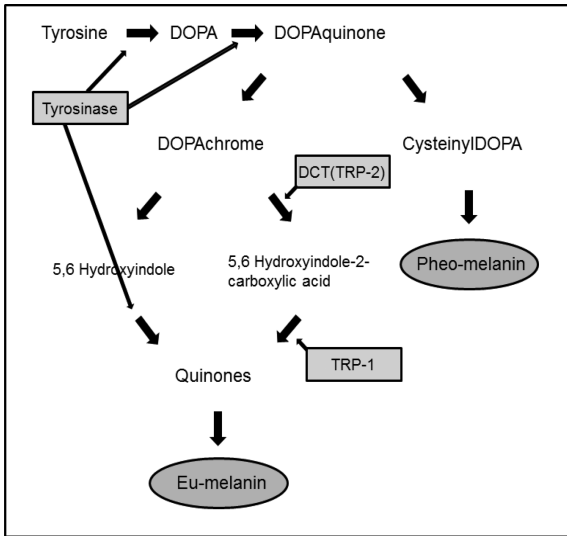 Tyrosine DOPA DOPAquinone
Tyrosinase
DOPAchrome CysteinylDOPA
DCT(TRP-2)
5,6 Hydroxyindole
5,6 Hydroxyindole-2-
carboxylic acid
Pheo-melanin
TRP-1
Quinones
Eu-melanin